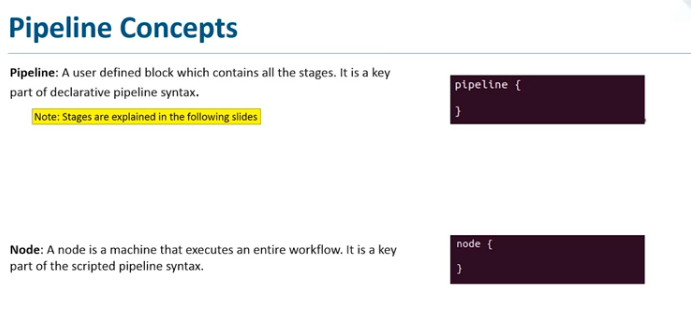 Pipeline Concepts
Pipeline: A user defined block which contains all the stages. It is a key
part of declarative pipeline syntax.
Note: Stages are explained in the following slides
pipeline {
}
Node: A node is a machine that executes an entire workflow. It is a key
part of the scripted pipeline syntax.
node {
}